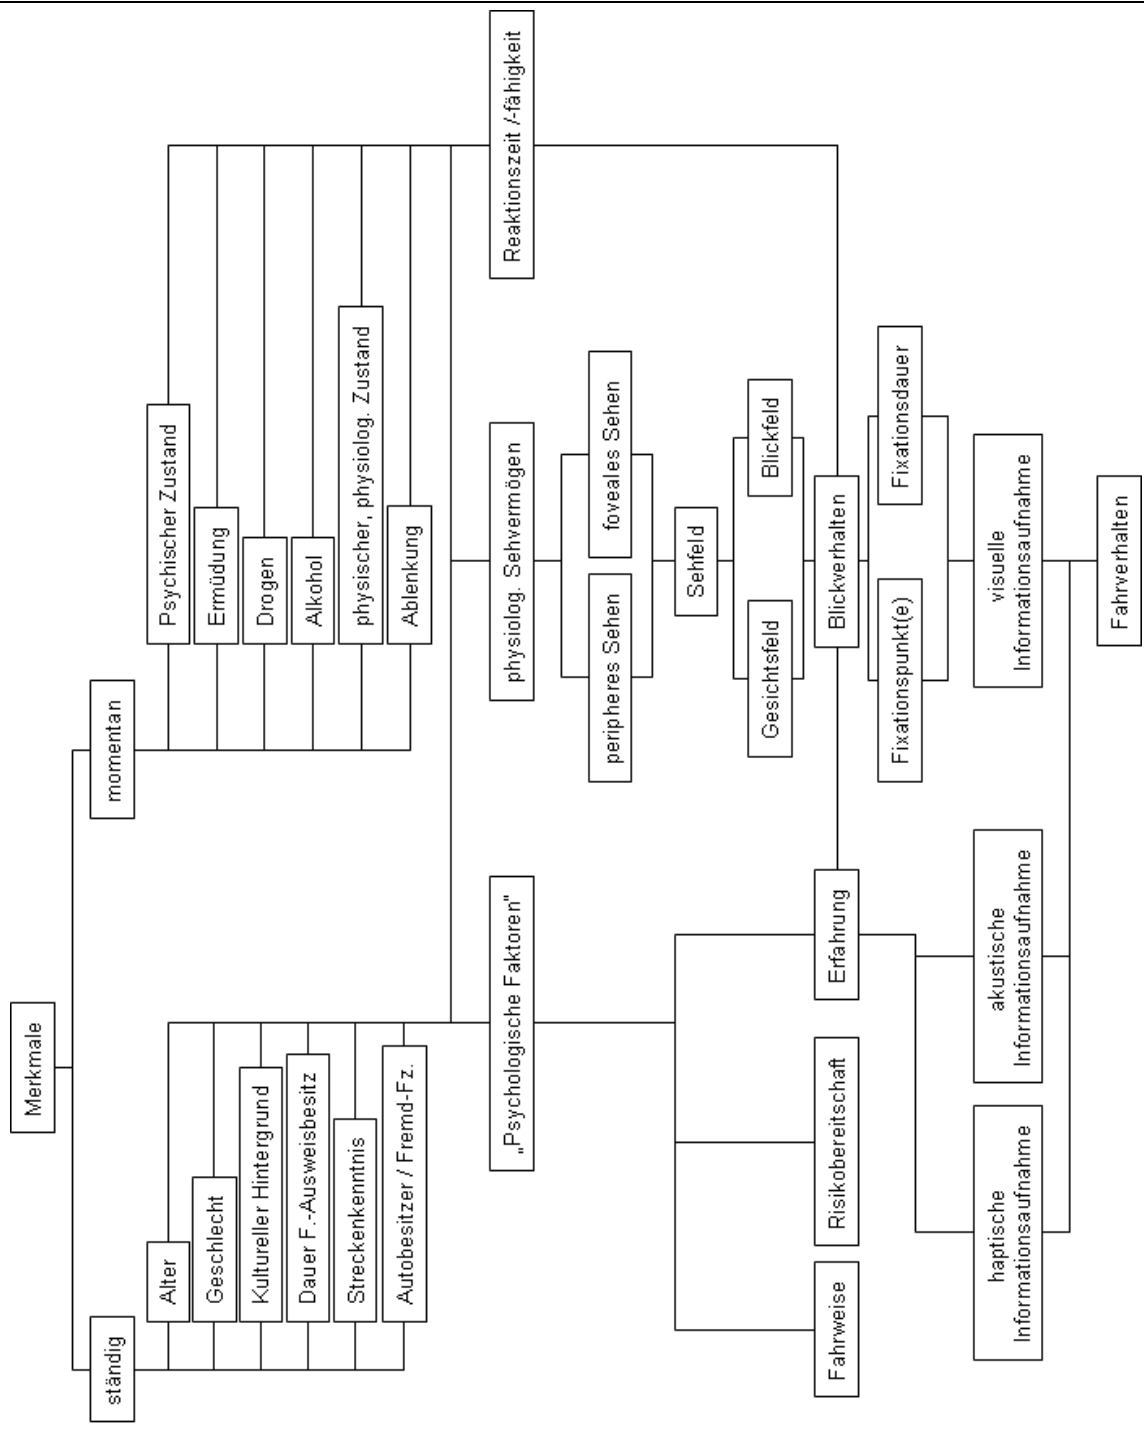 Merkmale
ständig
momentan
Alter
Geschlecht
Kultureller Hintergrund
Dauer F.-Ausweisbesitz
Streckenkenntnis
Autobesitzer / Fremd-Fz.
Psychischer Zustand
Ermüdung
Drogen
Alkohol
physischer, physiolog. Zustand
Ablenkung
„Psychologische Faktoren"
physiolog. Sehvermögen
Reaktionszeit /-fähigkeit
peripheres Sehen
foveales Sehen
Sehfeld
Gesichtsfeld
Blickfeld
Fahrweise
Risikobereitschaft
Erfahrung
Blickverhalten
Fixationspunkt(e)
Fixationsdauer
haptische
Informationsaufnahme
akustische
Informationsaufnahme
visuelle
Informationsaufnahme
Fahrverhalten